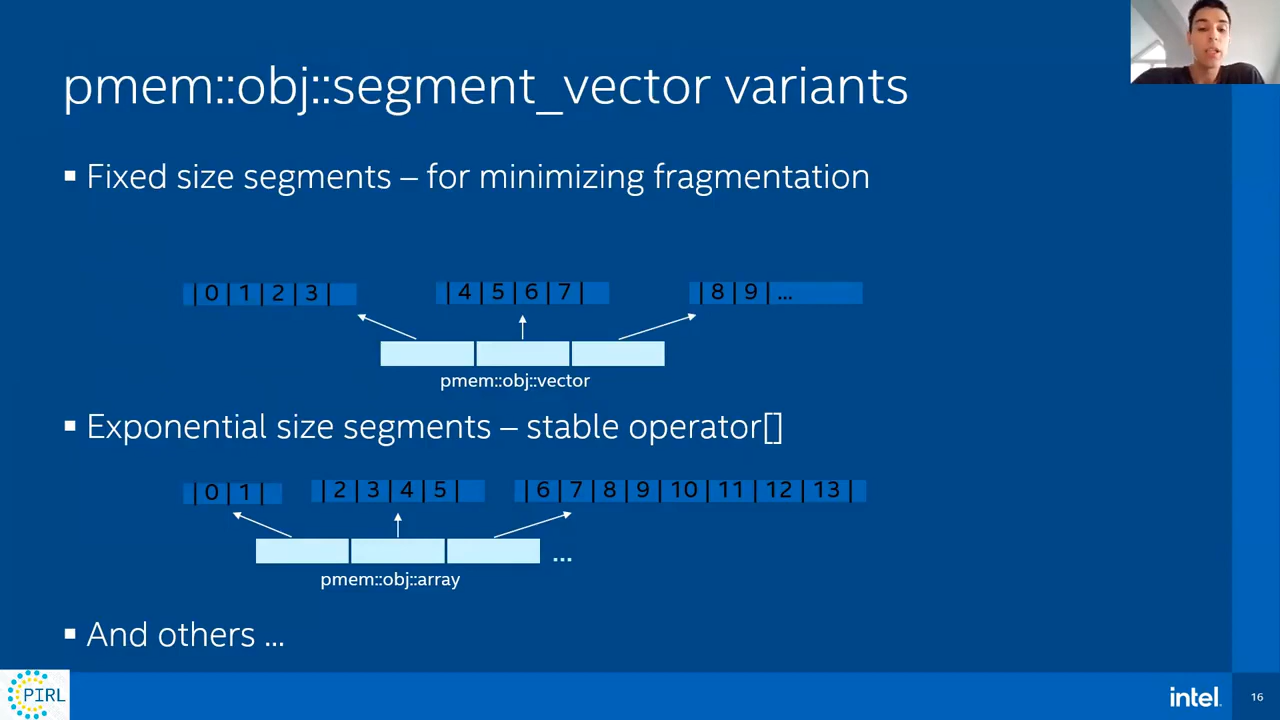 pmem::obj::segment_vector variants
▪ Fixed size segments – for minimizing fragmentation
| 0 | 1 | 2 | 3 |
| 4 | 5 | 6 | 7 |
| 8 | 9 | ...
pmem::obj::vector
▪ Exponential size segments – stable operator[]
| 0 | 1 |
| 2 | 3 | 4 | 5 |
| 6 | 7 | 8 | 9 | 10 | 11 | 12 | 13 |
...
pmem::obj::array
▪ And others ...
PIRL
intel.
16